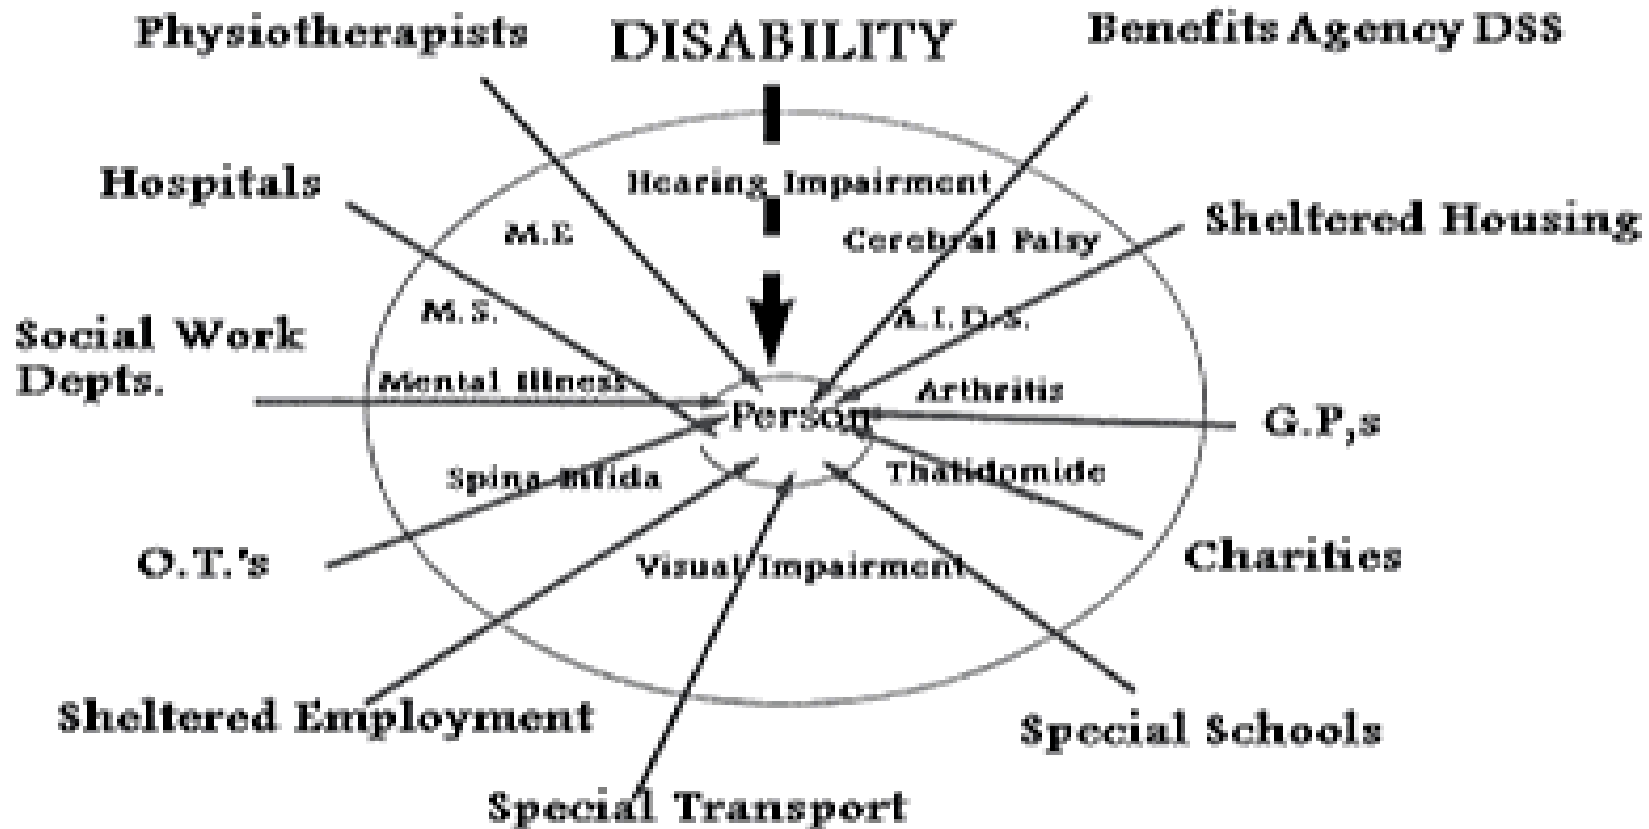 Physiotherapists
DISABILITY
Benefits Agency DSS
Hospitals
Hearing Impairment
Sheltered Housing
M.E
Cerebral Palsy
M.S.
A.I.D.S.
Social Work
Depts.
Mental Illness
Arthritis
Person
G.P,s
Spina Bifida
Thalidomide
O.T.'s
Visual Impairment
Charities
Sheltered Employment
Special Schools
Special Transport